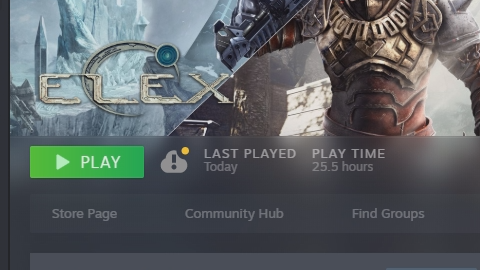 ELEX
PLAY
LAST PLAYED
Today
PLAY TIME
25.5 hours
Store Page
Community Hub
Find Groups